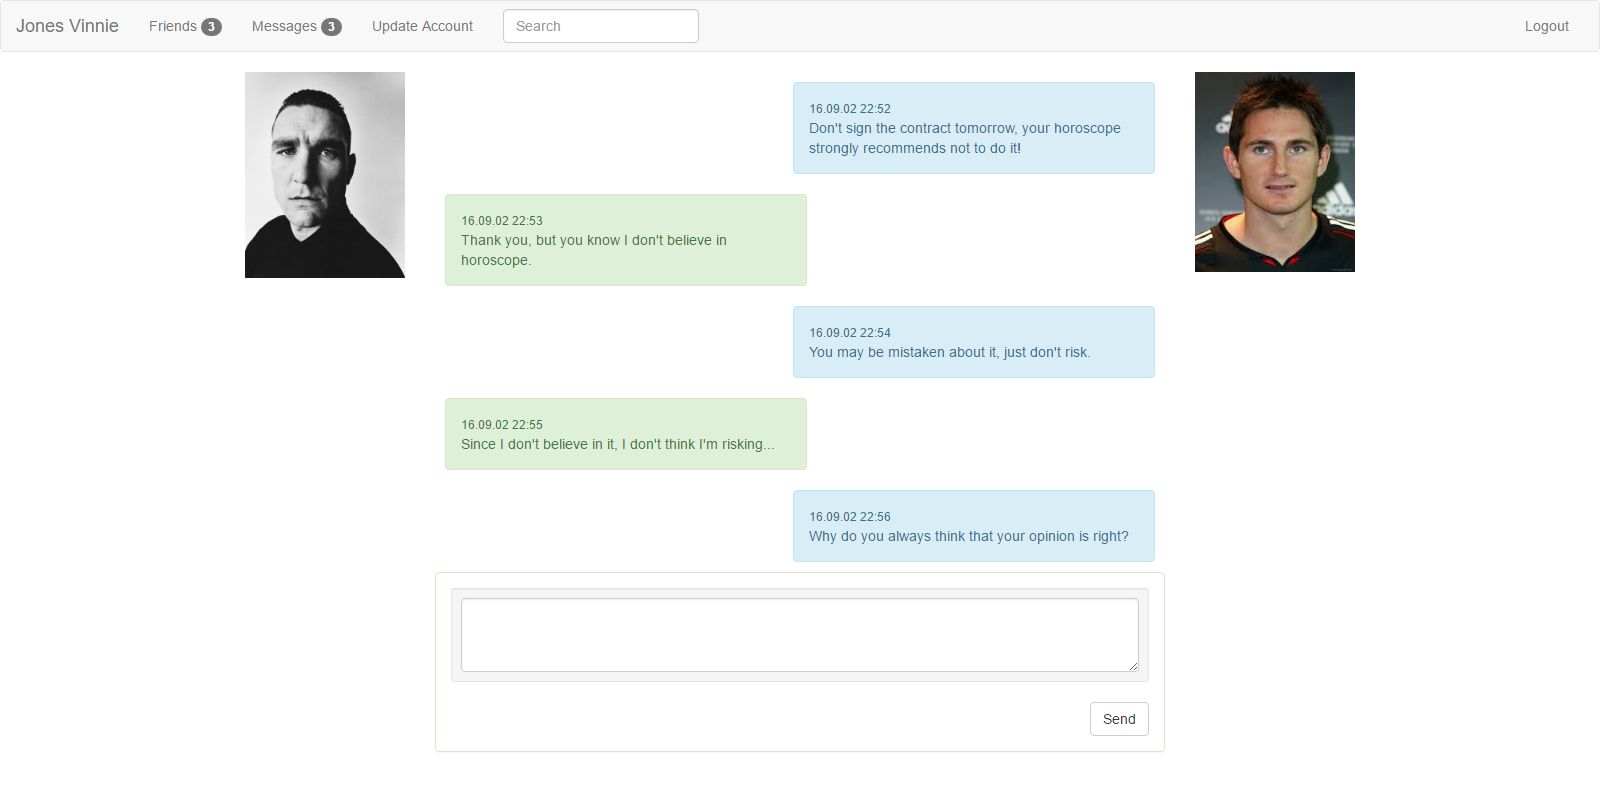 Jones Vinnie
Friends 3
Messages 3
Update Account
Search
Logout
16.09.02 22:52
Don't sign the contract tomorrow, your horoscope
strongly recommends not to do it!
16.09.02 22:53
Thank you, but you know I don't believe in
horoscope.
16.09.02 22:54
You may be mistaken about it, just don't risk.
16.09.02 22:55
Since I don't believe in it, I don't think I'm risking...
16.09.02 22:56
Why do you always think that your opinion is right?
Send